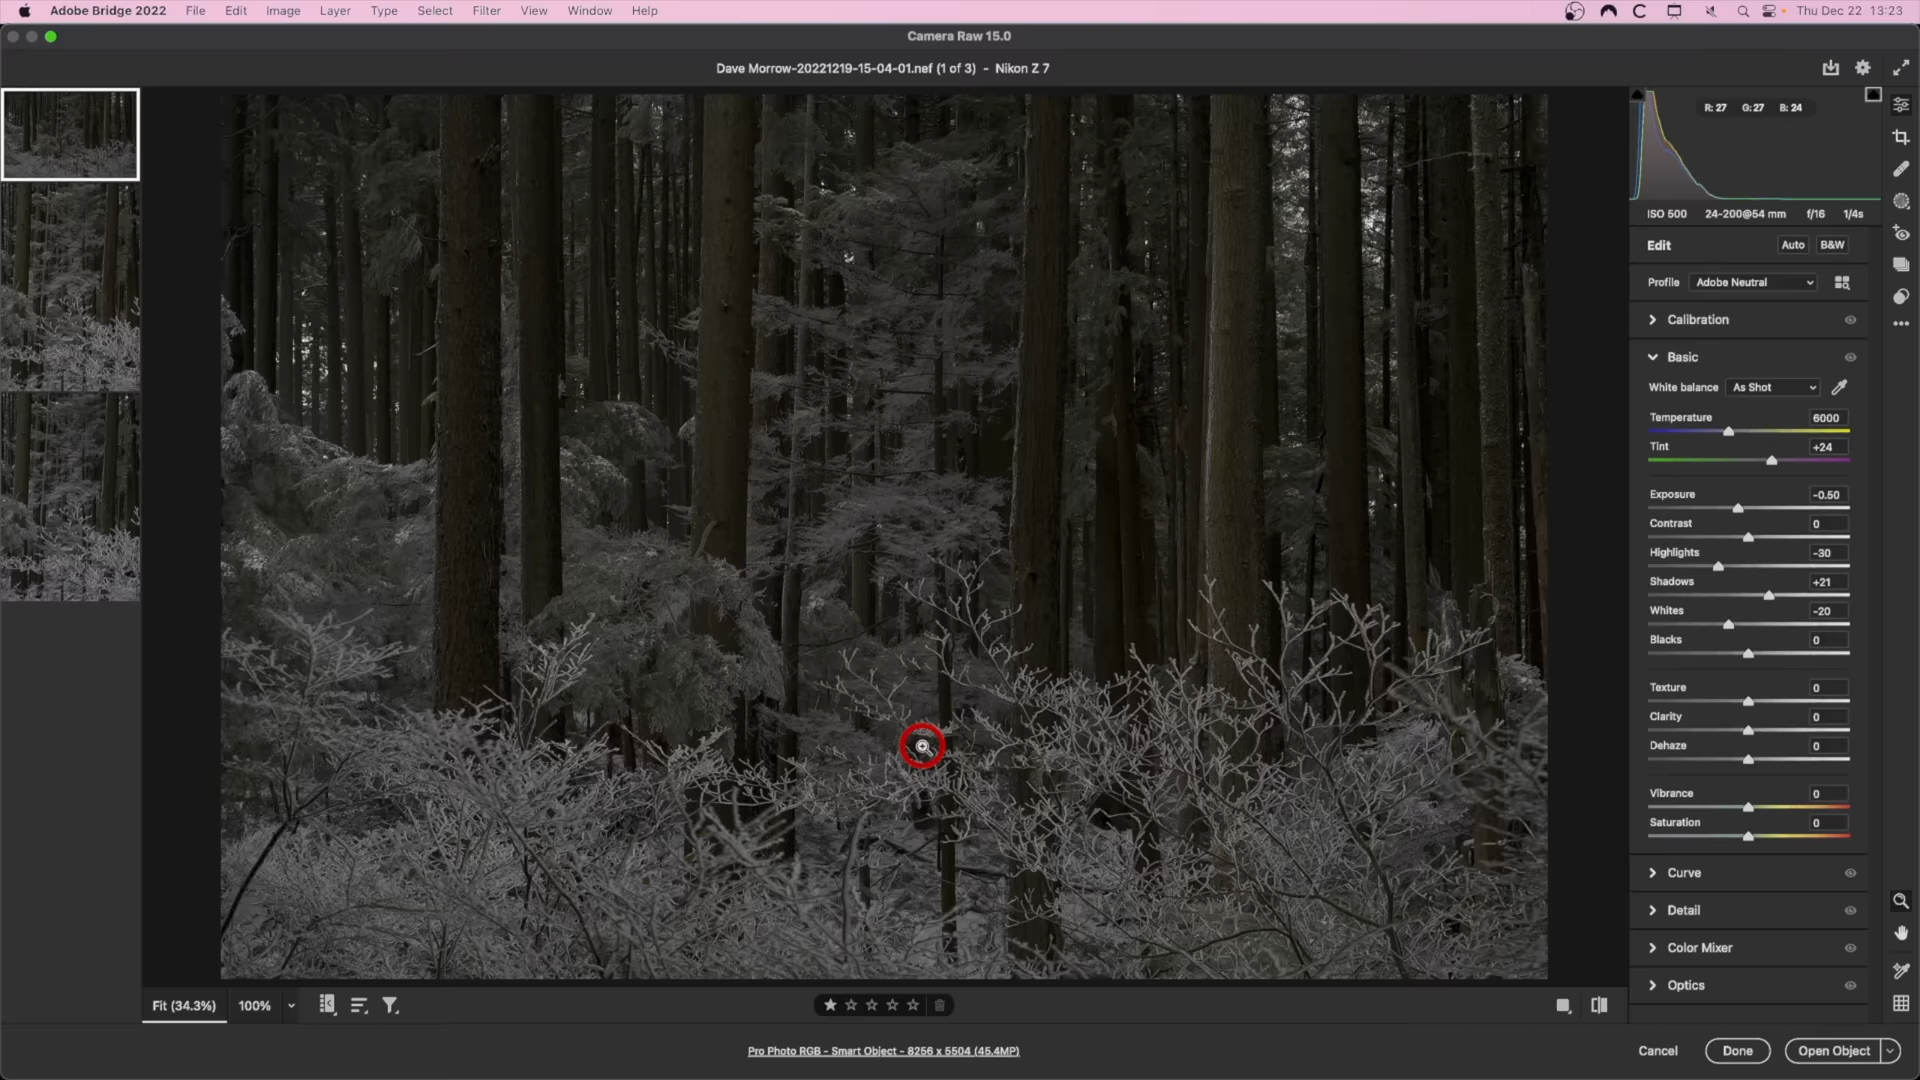 Adobe Bridge 2022 File Edit Image Layer Type Select Filter View Window Help Thu Dec 22 13:23
Camera Raw 15.0
Dave Morrow-20221219-15-04-01.nef (1 of 3) - Nikon Z 7
R: 27 G: 27 B: 24
ISO 500 24-200@54 mm f/16 1/4s
Edit Auto B&W
Profile Adobe Neutral
Calibration
Basic
White balance As Shot
Temperature 6000
Tint +24
Exposure -0.50
Contrast 0
Highlights -30
Shadows +21
Whites -20
Blacks 0
Texture 0
Clarity 0
Dehaze 0
Vibrance 0
Saturation 0
Curve
Detail
Color Mixer
Optics
Fit (34.3%) 100%
Pro Photo RGB - Smart Object - 8256 x 5504 (45.4MP)
Cancel Done Open Object